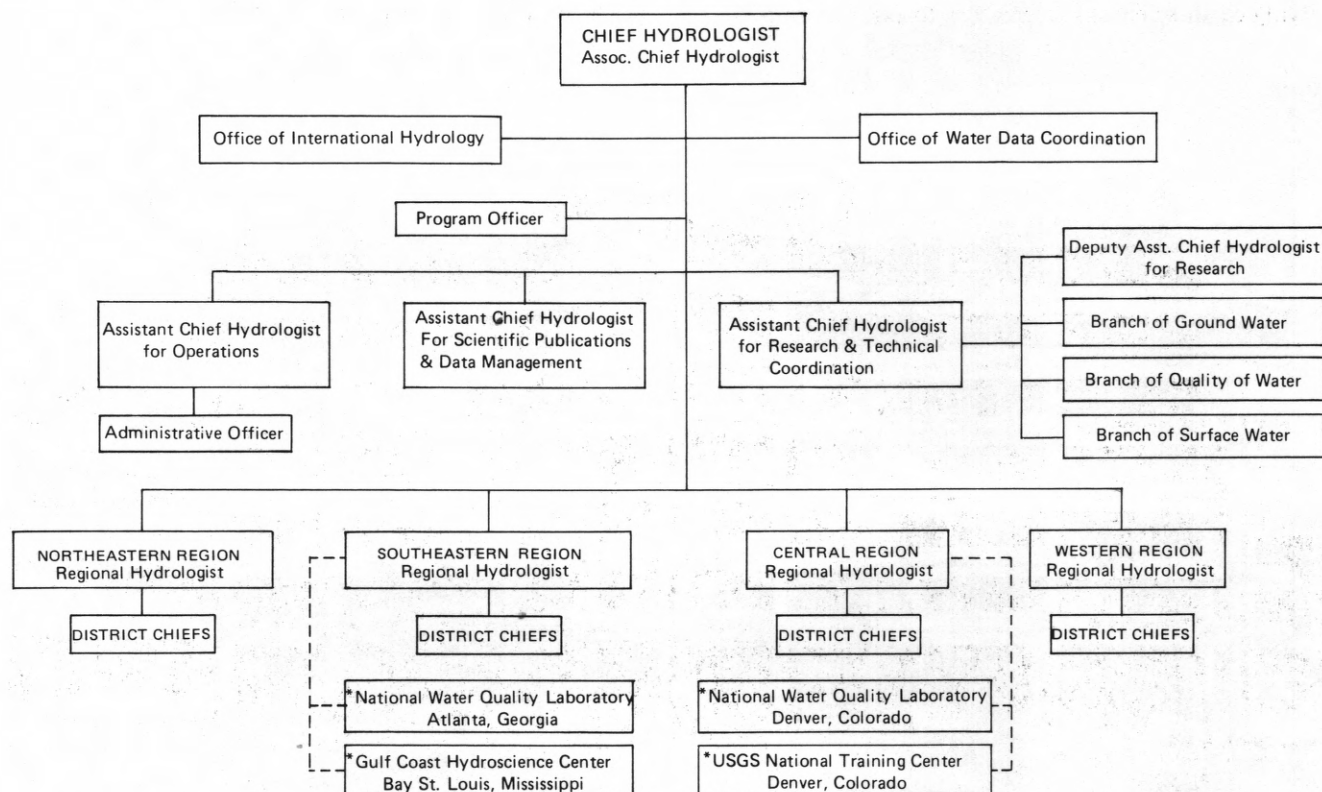 CHIEF HYDROLOGIST
Assoc. Chief Hydrologist
Office of International Hydrology
Office of Water Data Coordination
Program Officer
Deputy Asst. Chief Hydrologist
for Research
Assistant Chief Hydrologist
for Operations
Assistant Chief Hydrologist
For Scientific Publications
& Data Management
Assistant Chief Hydrologist
for Research & Technical
Coordination
Branch of Ground Water
Branch of Quality of Water
Branch of Surface Water
Administrative Officer
NORTHEASTERN REGION
Regional Hydrologist
SOUTHEASTERN REGION
Regional Hydrologist
CENTRAL REGION
Regional Hydrologist
WESTERN REGION
Regional Hydrologist
DISTRICT CHIEFS
DISTRICT CHIEFS
DISTRICT CHIEFS
DISTRICT CHIEFS
*National Water Quality Laboratory
Atlanta, Georgia
*National Water Quality Laboratory
Denver, Colorado
*Gulf Coast Hydroscience Center
Bay St. Louis, Mississippi
*USGS National Training Center
Denver, Colorado